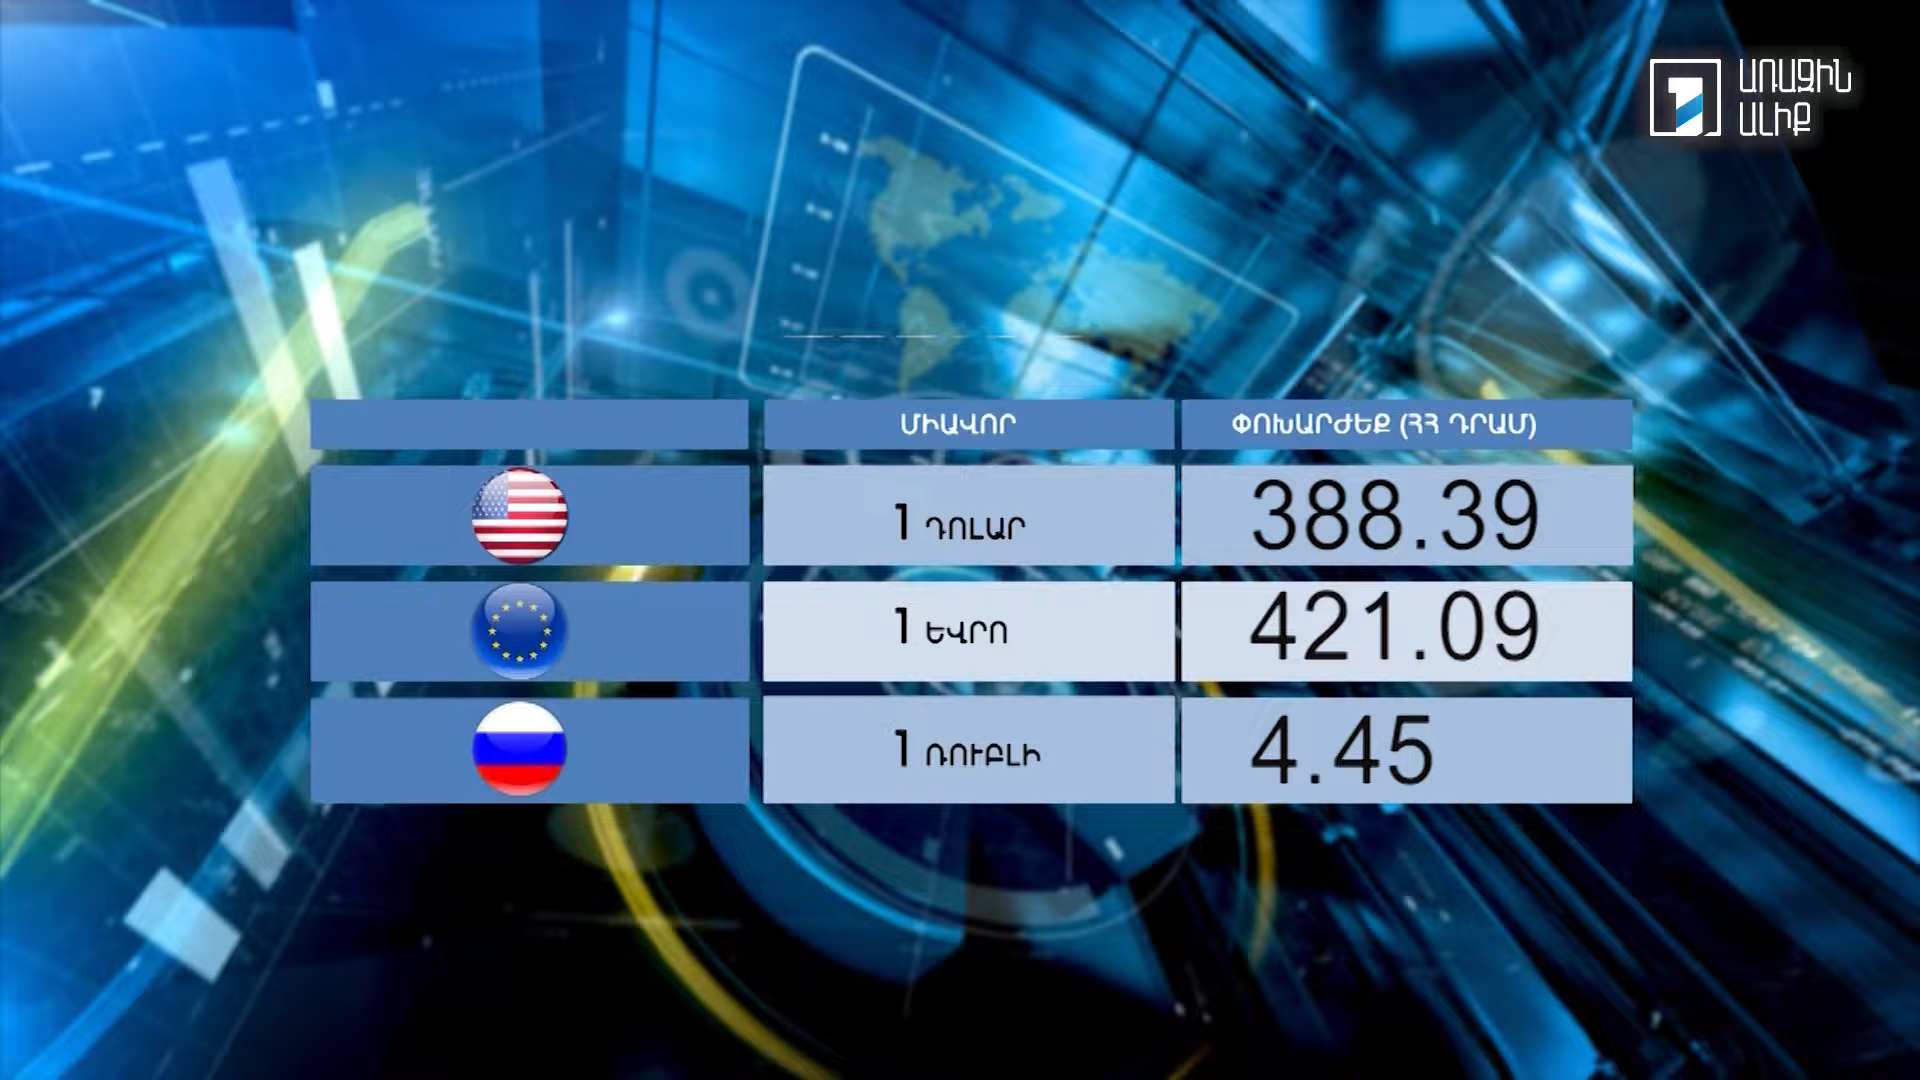 ԱՌԱՋԻՆ
ԱԼԻՔ
ՄԻԱՎՈՐ ՓՈԽԱՐԺԵՔ (ՀՀ ԴՐԱՄ)
1 ԴՈԼԱՐ 388.39
1 ԵՎՐՈ 421.09
1 ՌՈՒԲԼԻ 4.45